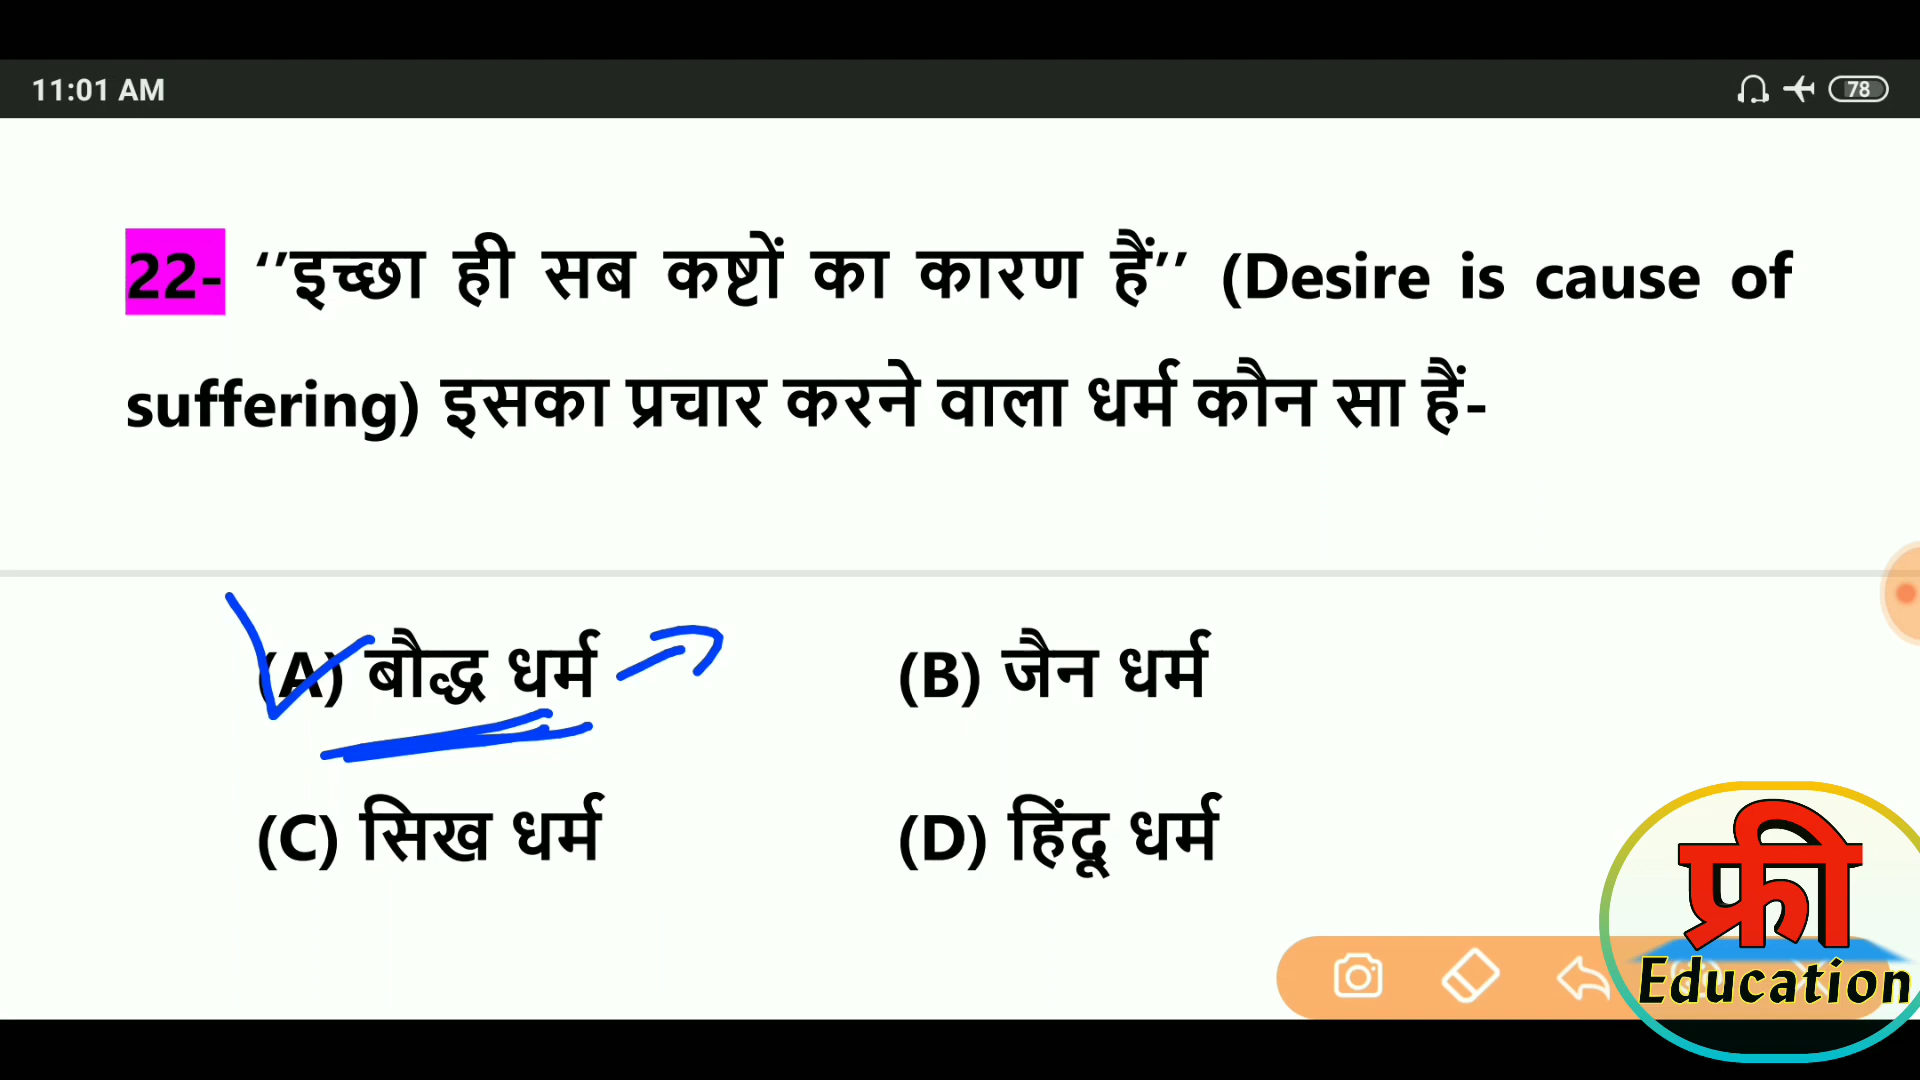 11:01 AM
78
22- ‘’इच्छा ही सब कष्टों का कारण हैं’’ (Desire is cause of
suffering) इसका प्रचार करने वाला धर्म कौन सा हैं-
(A) बौद्ध धर्म
(B) जैन धर्म
(C) सिख धर्म
(D) हिंदू धर्म
फ्री
Education